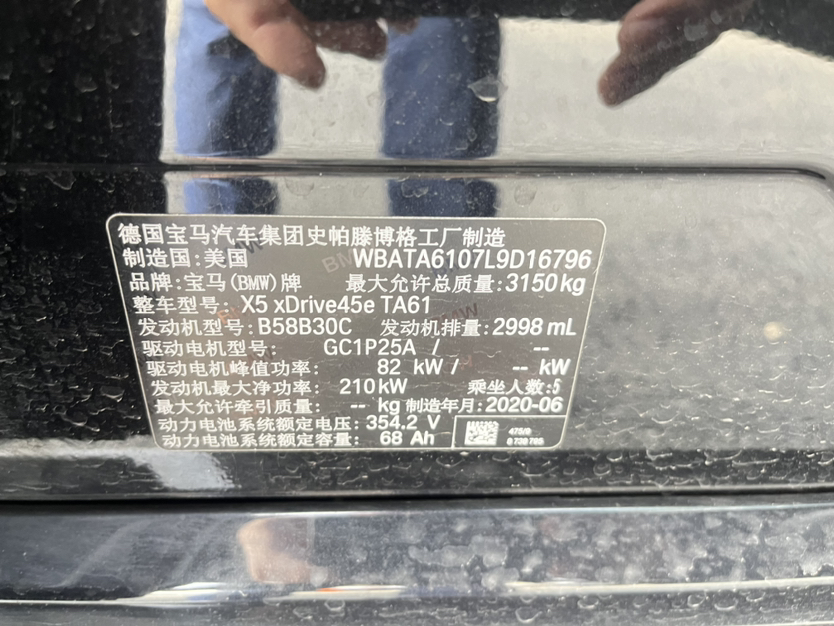 德国宝马汽车集团史帕滕博格工厂制造
制造国:美国 WBATA6107L9D16796
品牌:宝马(BMW)牌 最大允许总质量:3150kg
整车型号: X5 xDrive45e TA61
发动机型号:B58B30C 发动机排量:2998 mL
驱动电机型号: GC1P25A / --
驱动电机峰值功率: 82 kW / -- kW
发动机最大净功率: 210kW 乘坐人数:5
最大允许牵引质量: -- kg 制造年月:2020-06
动力电池系统额定电压:354.2 V
动力电池系统额定容量: 68 Ah